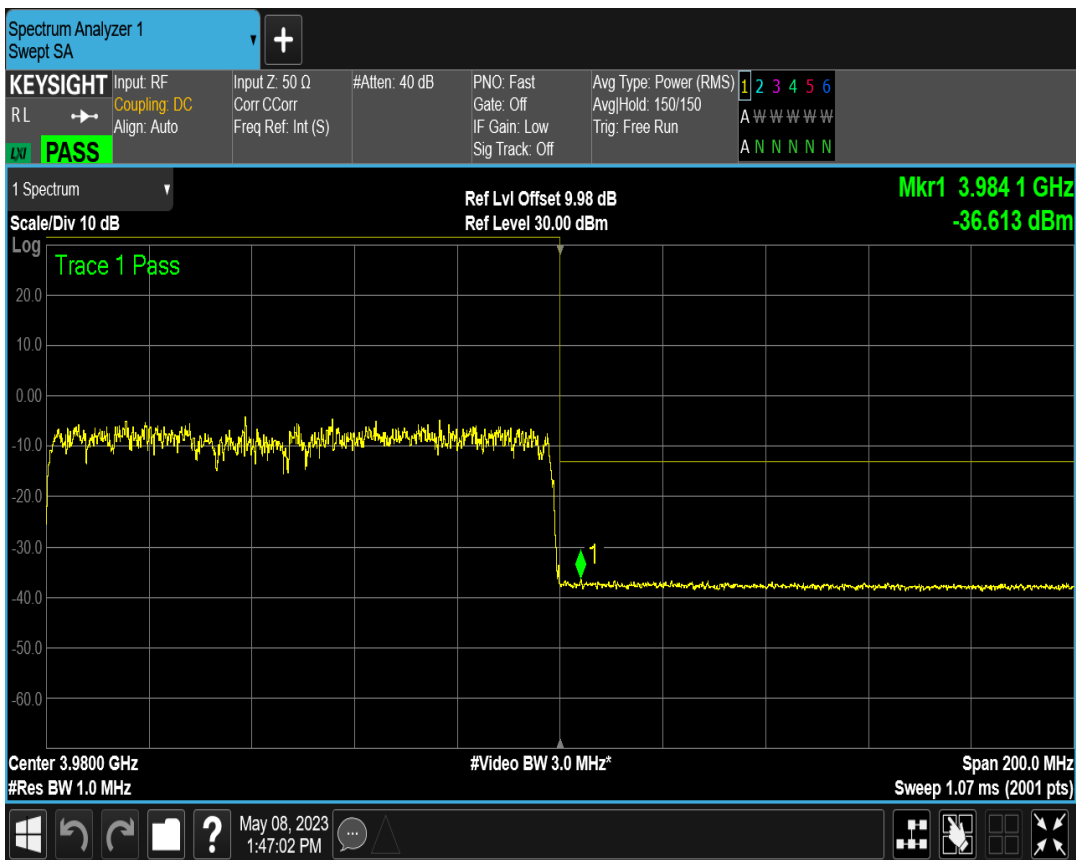 Spectrum Analyzer 1
Swept SA
+
KEYSIGHT
R L
LXI PASS
Input: RF
Coupling: DC
Align: Auto
Input Z: 50 Ω
Corr CCorr
Freq Ref: Int (S)
#Atten: 40 dB
PNO: Fast
Gate: Off
IF Gain: Low
Sig Track: Off
Avg Type: Power (RMS)
Avg|Hold: 150/150
Trig: Free Run
1 2 3 4 5 6
A W W W W W
A N N N N N
1 Spectrum
Scale/Div 10 dB
Ref Lvl Offset 9.98 dB
Ref Level 30.00 dBm
Mkr1 3.984 1 GHz
-36.613 dBm
Log
Trace 1 Pass
20.0
10.0
0.00
-10.0
-20.0
-30.0
1
-40.0
-50.0
-60.0
Center 3.9800 GHz
#Res BW 1.0 MHz
#Video BW 3.0 MHz*
Span 200.0 MHz
Sweep 1.07 ms (2001 pts)
?
May 08, 2023
1:47:02 PM